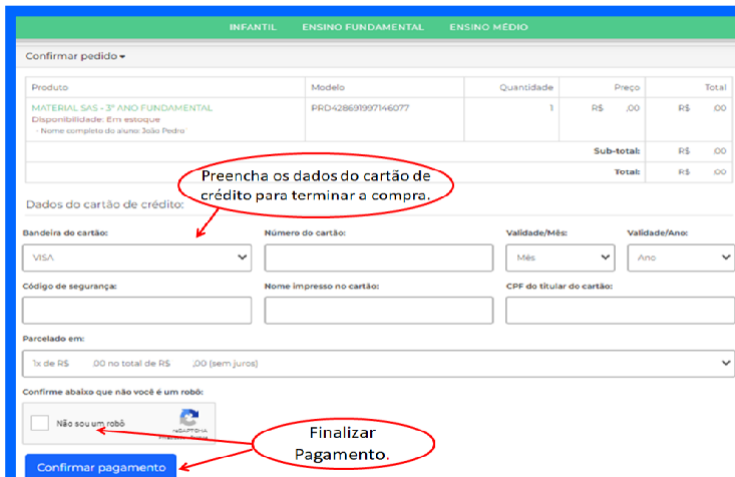 INFANTIL ENSINO FUNDAMENTAL ENSINO MÉDIO
Confirmar pedido
Produto Modelo Quantidade Preço Total
MATERIAL SAS - 3º ANO FUNDAMENTAL PRD428691997146077 1 R$ ,00 R$ ,00
Disponibilidade: Em estoque
- Nome completo do aluno: João Pedro
Sub-total: R$ ,00
Total: R$ ,00
Preencha os dados do cartão de
crédito para terminar a compra.
Dados do cartão de crédito:
Bandeira do cartão: Número do cartão: Validade/Mês: Validade/Ano:
VISA Mês Ano
Código de segurança: Nome impresso no cartão: CPF do titular do cartão:
Parcelado em:
1x de R$ ,00 no total de R$ ,00 (sem juros)
Confirme abaixo que não você é um robô:
Não sou um robô
reCAPTCHA
Finalizar
Pagamento.
Confirmar pagamento